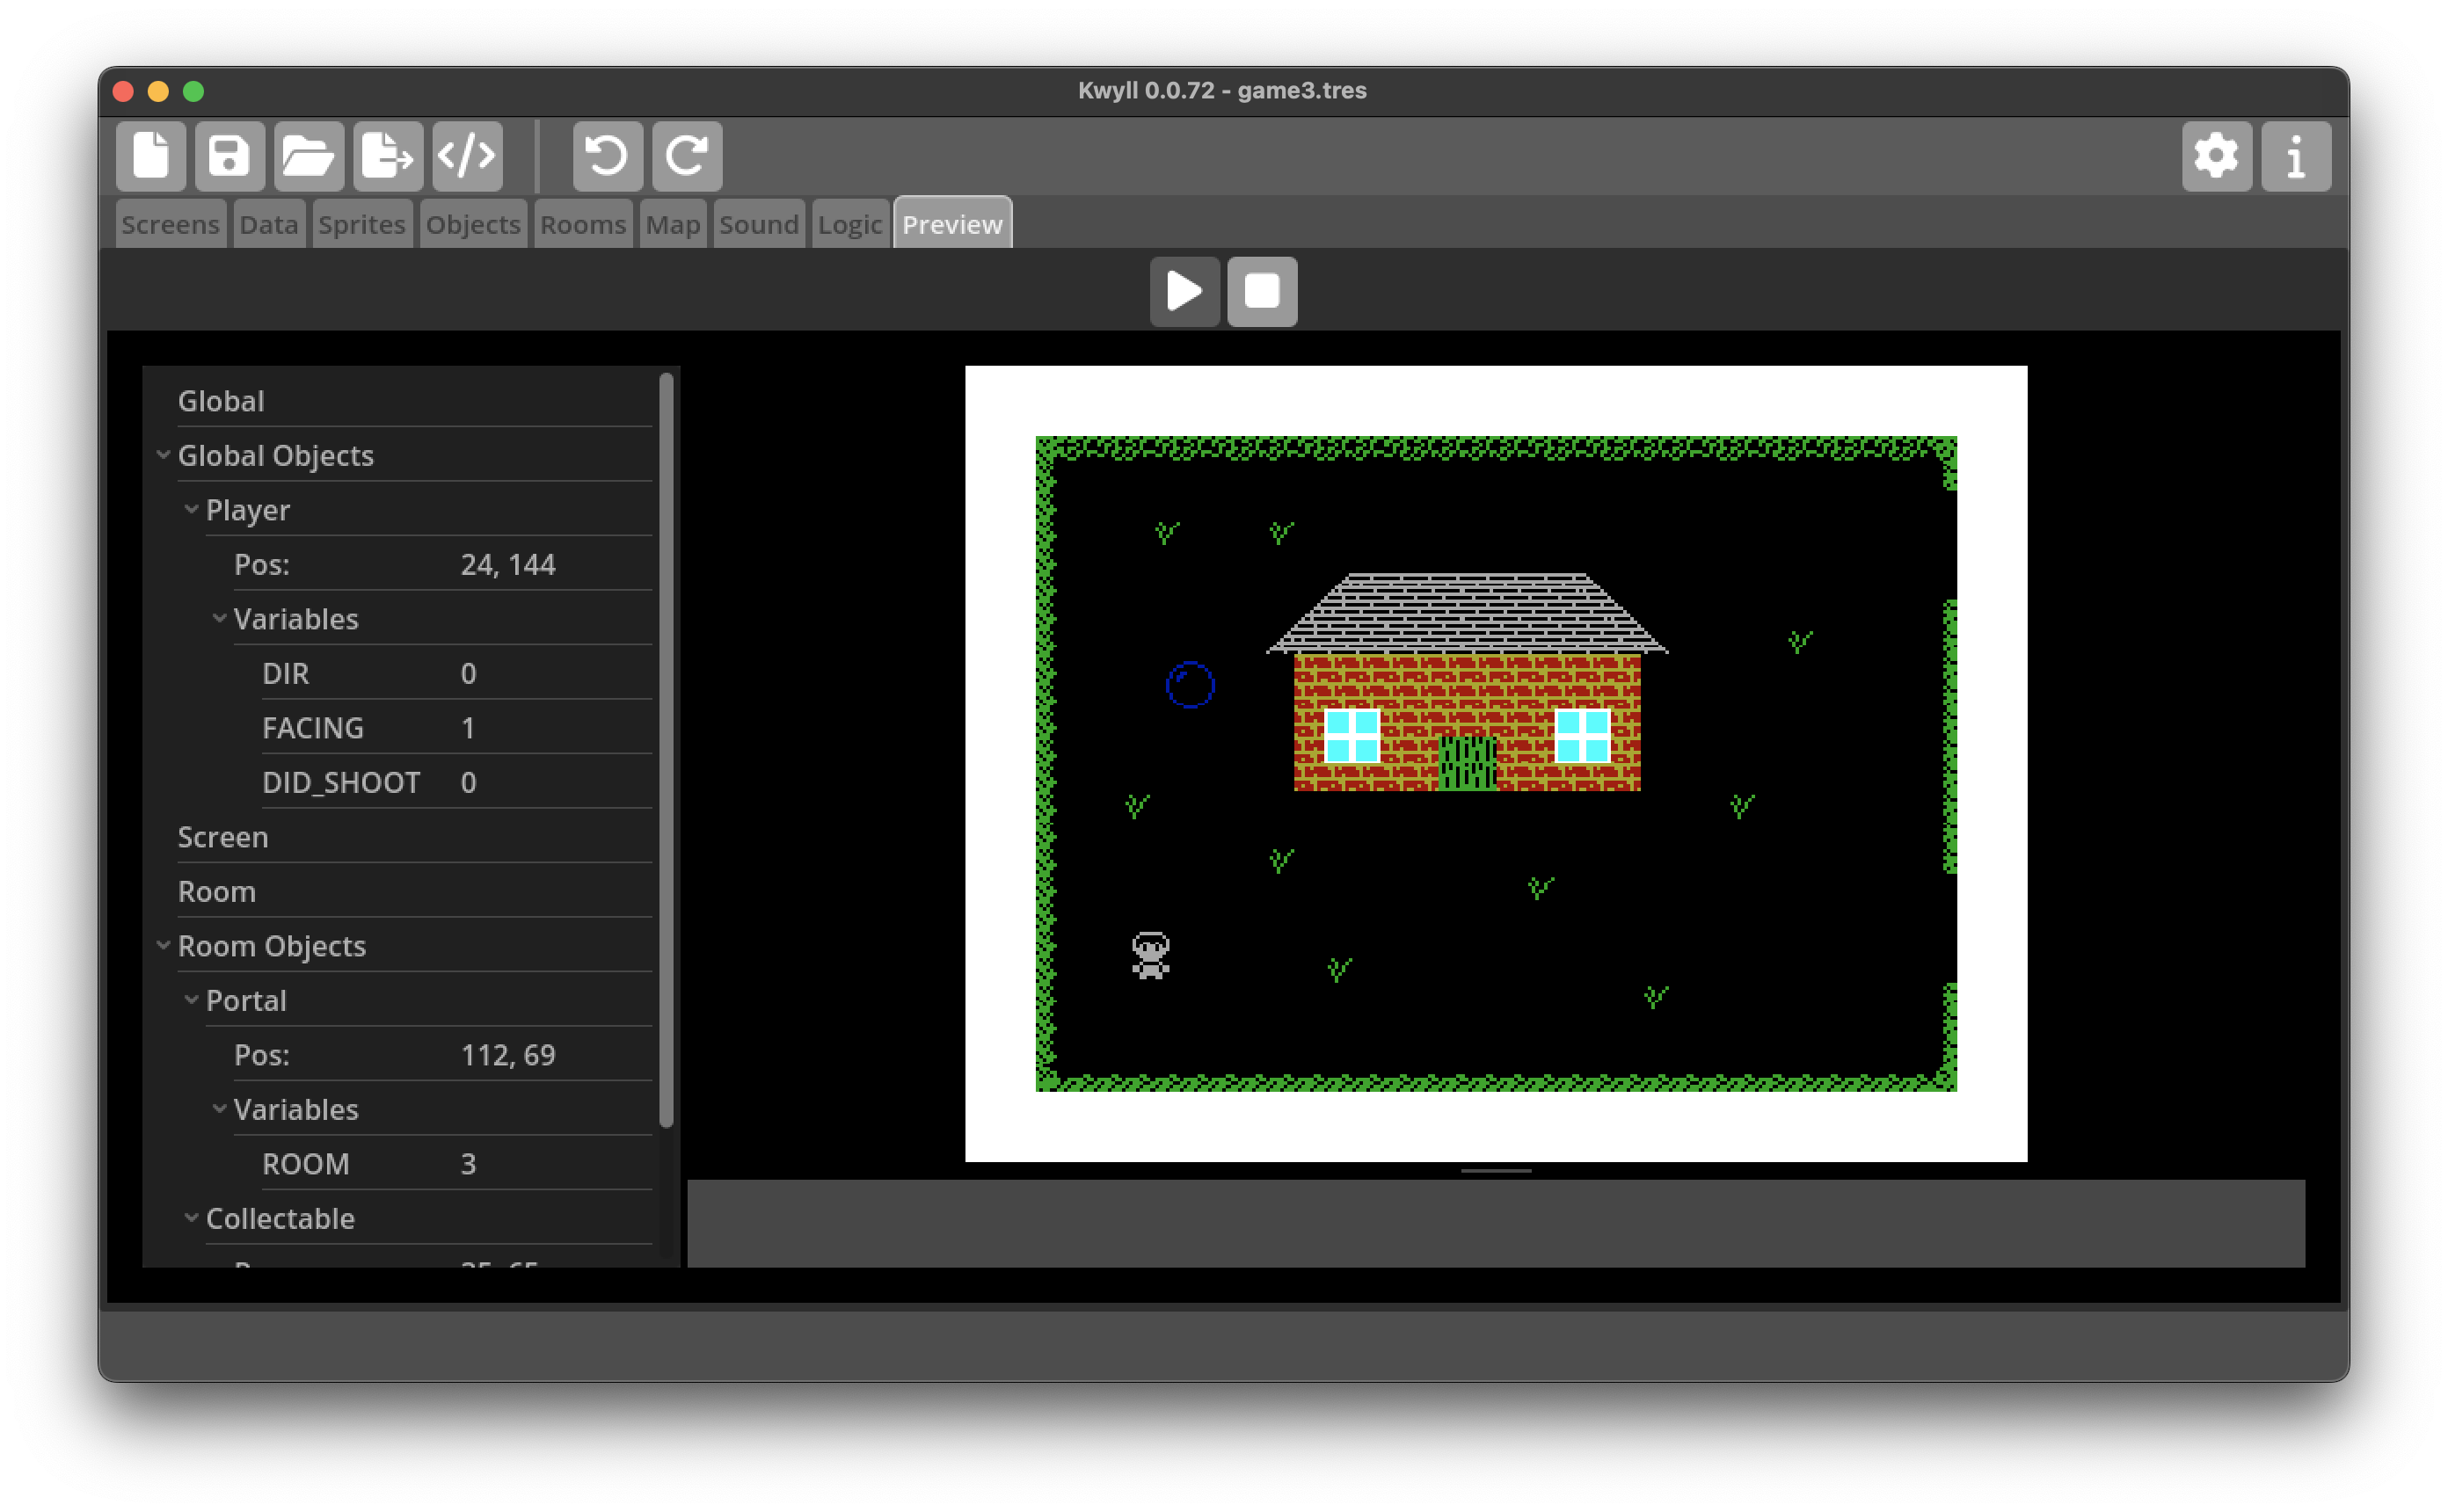 Kwyll 0.0.72 - game3.tres
Screens Data Sprites Objects Rooms Map Sound Logic Preview
Global
Global Objects
Player
Pos: 24, 144
Variables
DIR 0
FACING 1
DID_SHOOT 0
Screen
Room
Room Objects
Portal
Pos: 112, 69
Variables
ROOM 3
Collectable